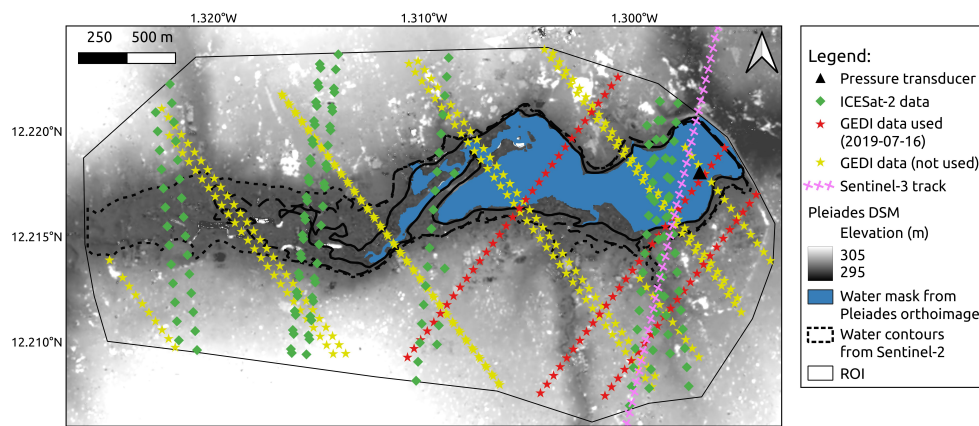 1.320°W 1.310°W 1.300°W
250 500 m
12.220°N
12.215°N
12.210°N
Legend:
Pressure transducer
ICESat-2 data
GEDI data used
(2019-07-16)
GEDI data (not used)
Sentinel-3 track
Pleiades DSM
Elevation (m)
305
295
Water mask from
Pleiades orthoimage
Water contours
from Sentinel-2
ROI